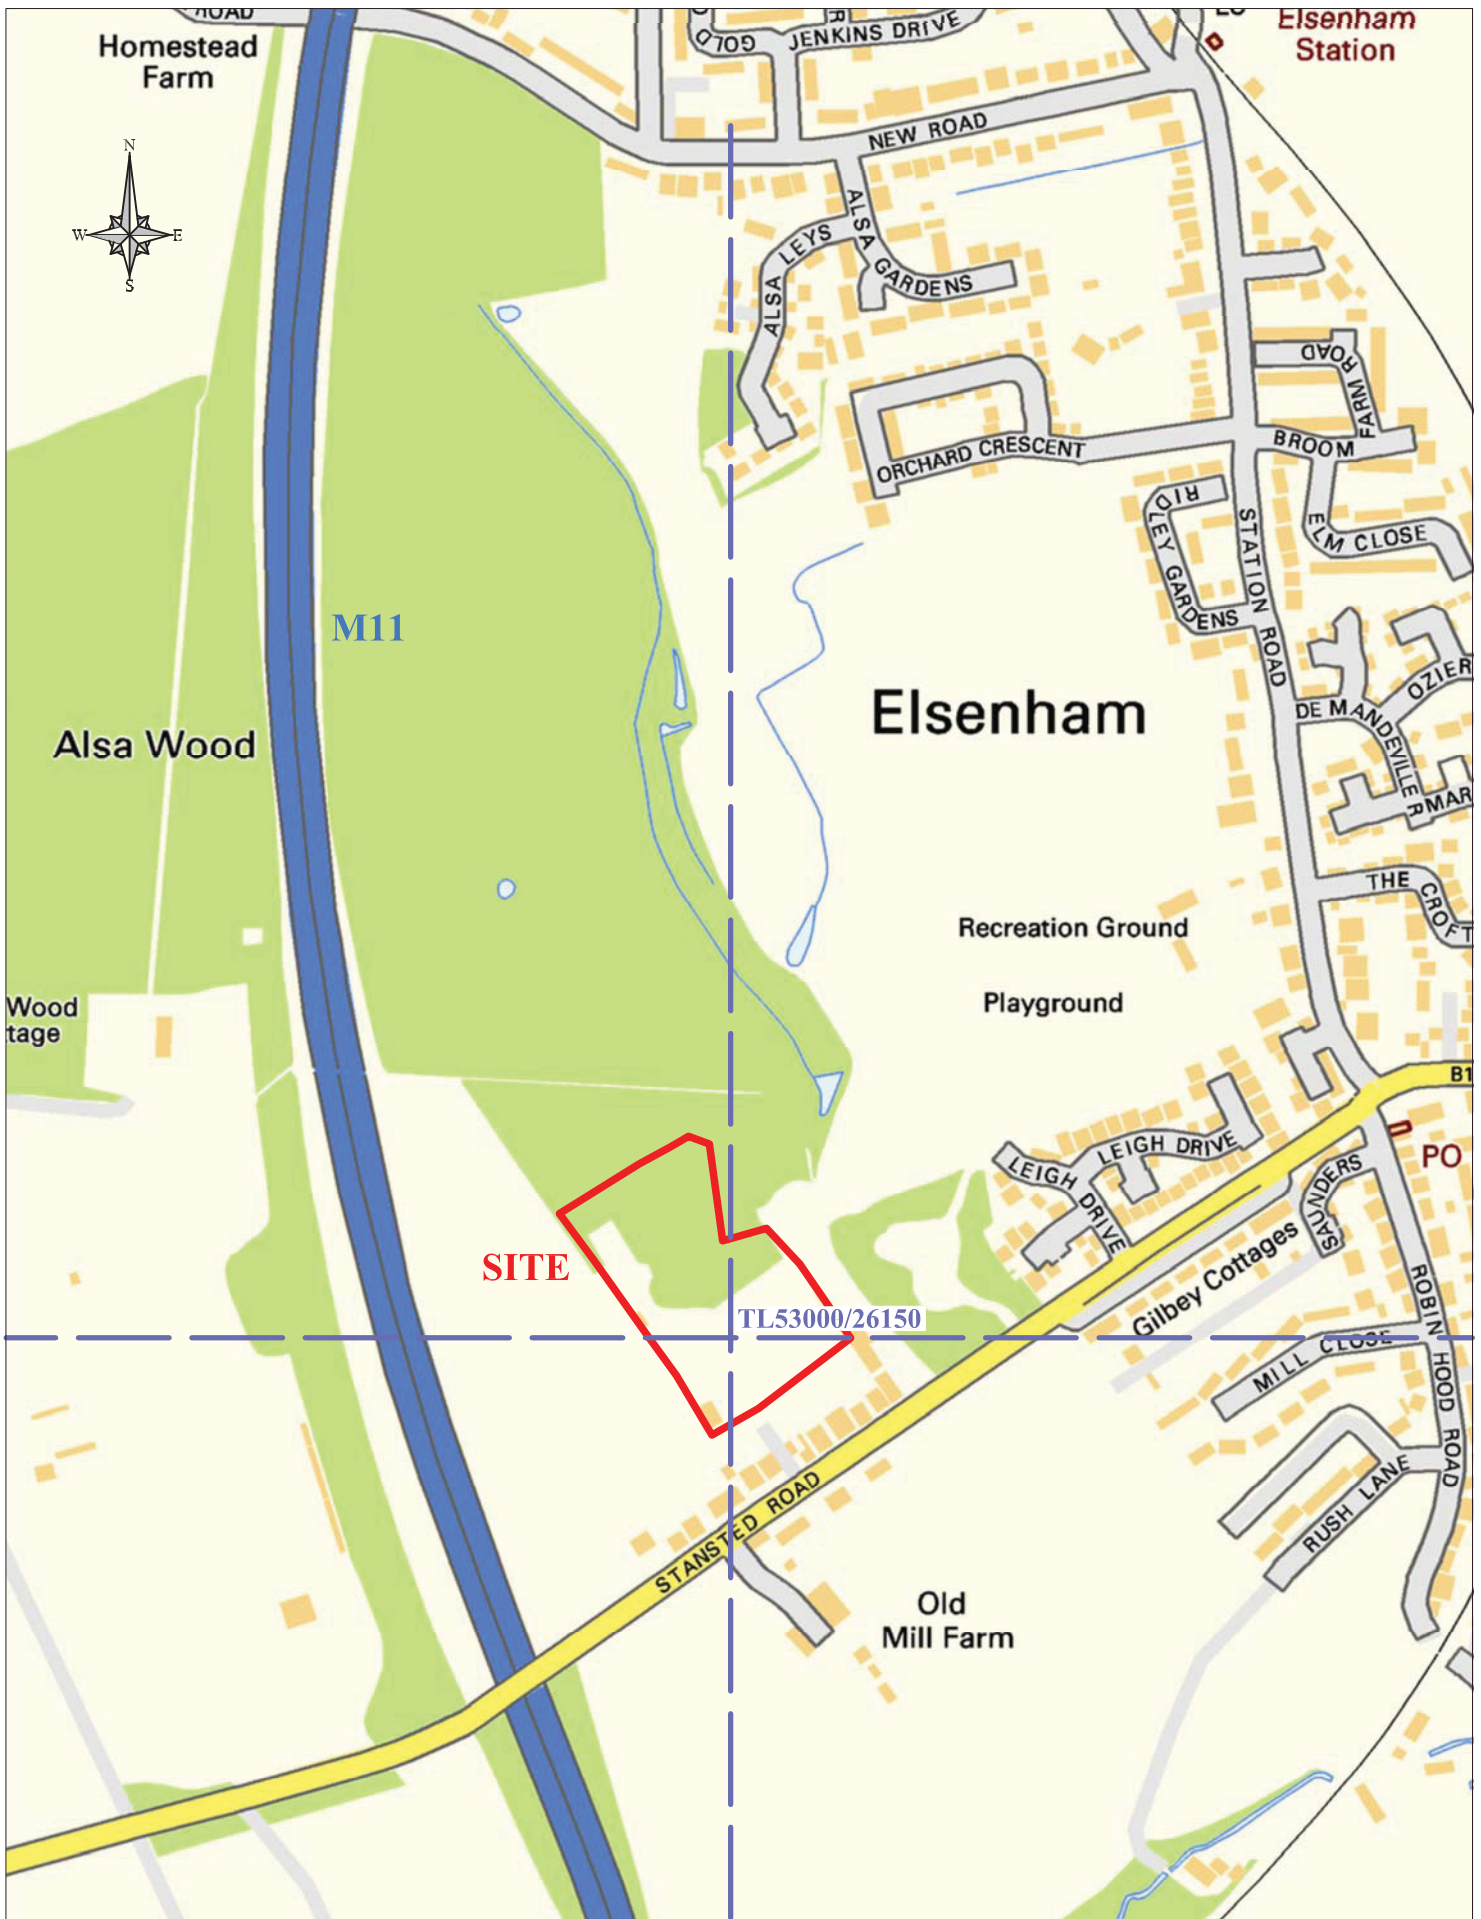 ROAD
Homestead
Farm
GOLD
JENKINS DRIVE
R
Elsenham
Station
N
W
E
S
NEW ROAD
ALSA LEYS
ALSA GARDENS
FARM ROAD
ORCHARD CRESCENT
BROOM
RIDLEY GARDENS
STATION ROAD
ELM CLOSE
M11
Elsenham
OZIER
DE MANDEVILLE R
MAR
Alsa Wood
THE CROFT
Recreation Ground
Playground
Wood
tage
B1
LEIGH DRIVE
LEIGH DRIVE
PO
SAUNDERS
Gilbey Cottages
SITE
TL53000/26150
ROBIN HOOD ROAD
MILL CLOSE
RUSH LANE
STANSTED ROAD
Old
Mill Farm